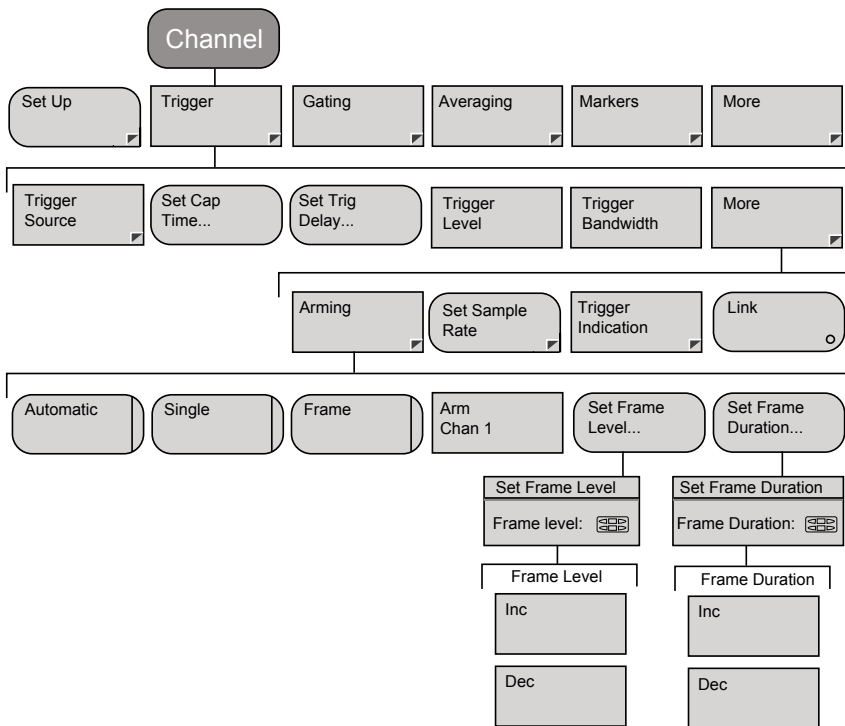 Channel
Set Up
Trigger
Gating
Averaging
Markers
More
Trigger
Source
Set Cap
Time...
Set Trig
Delay...
Trigger
Level
Trigger
Bandwidth
More
Arming
Set Sample
Rate
Trigger
Indication
Link
Automatic
Single
Frame
Arm
Chan 1
Set Frame
Level...
Set Frame
Duration...
Set Frame Level
Frame level:
Set Frame Duration
Frame Duration:
Frame Level
Inc
Dec
Frame Duration
Inc
Dec